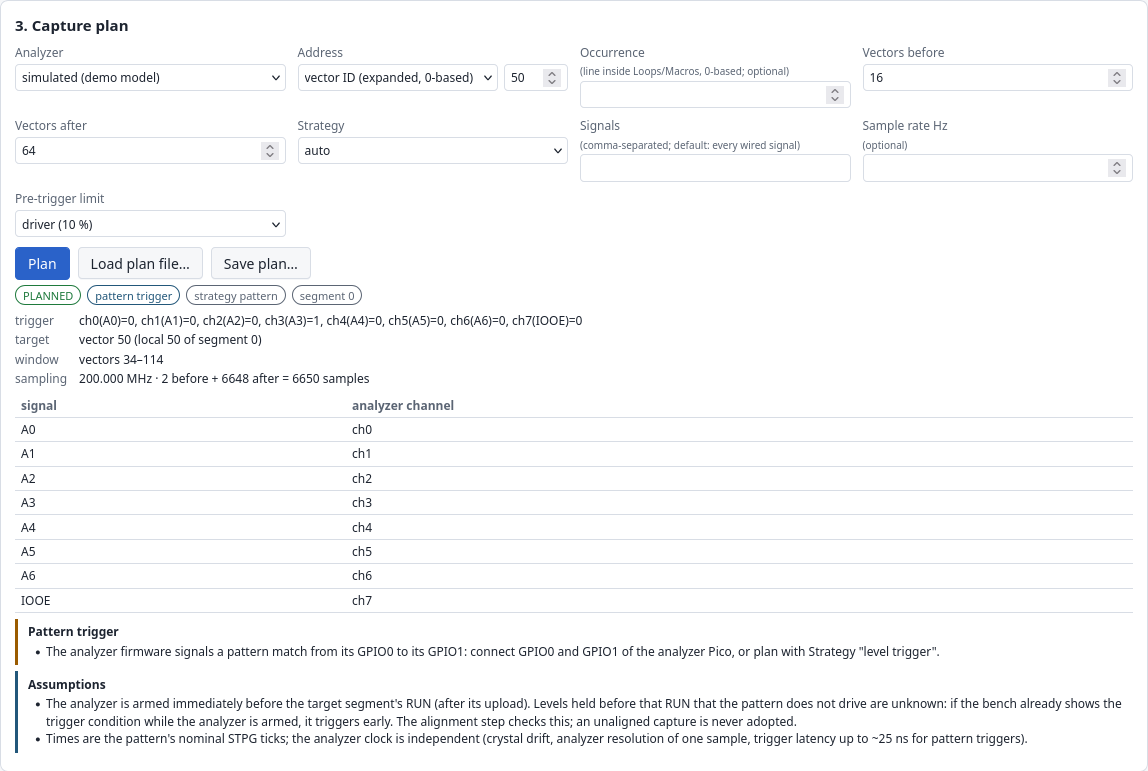 3. Capture plan
Analyzer
Address
Occurrence
Vectors before
(line inside Loops/Macros, 0-based; optional)
simulated (demo model)
vector ID (expanded, 0-based)
50
16
Vectors after
Strategy
Signals
Sample rate Hz
(comma-separated; default: every wired signal)
(optional)
64
auto
Pre-trigger limit
driver (10 %)
Plan
Load plan file...
Save plan...
PLANNED
pattern trigger
strategy pattern
segment 0
trigger ch0(A0)=0, ch1(A1)=0, ch2(A2)=0, ch3(A3)=1, ch4(A4)=0, ch5(A5)=0, ch6(A6)=0, ch7(IOOE)=0
target vector 50 (local 50 of segment 0)
window vectors 34–114
sampling 200.000 MHz · 2 before + 6648 after = 6650 samples
signal analyzer channel
A0 ch0
A1 ch1
A2 ch2
A3 ch3
A4 ch4
A5 ch5
A6 ch6
IOOE ch7
Pattern trigger
• The analyzer firmware signals a pattern match from its GPIO0 to its GPIO1: connect GPIO0 and GPIO1 of the analyzer Pico, or plan with Strategy "level trigger".
Assumptions
• The analyzer is armed immediately before the target segment's RUN (after its upload). Levels held before that RUN that the pattern does not drive are unknown: if the bench already shows the
trigger condition while the analyzer is armed, it triggers early. The alignment step checks this; an unaligned capture is never adopted.
• Times are the pattern's nominal STPG ticks; the analyzer clock is independent (crystal drift, analyzer resolution of one sample, trigger latency up to ~25 ns for pattern triggers).